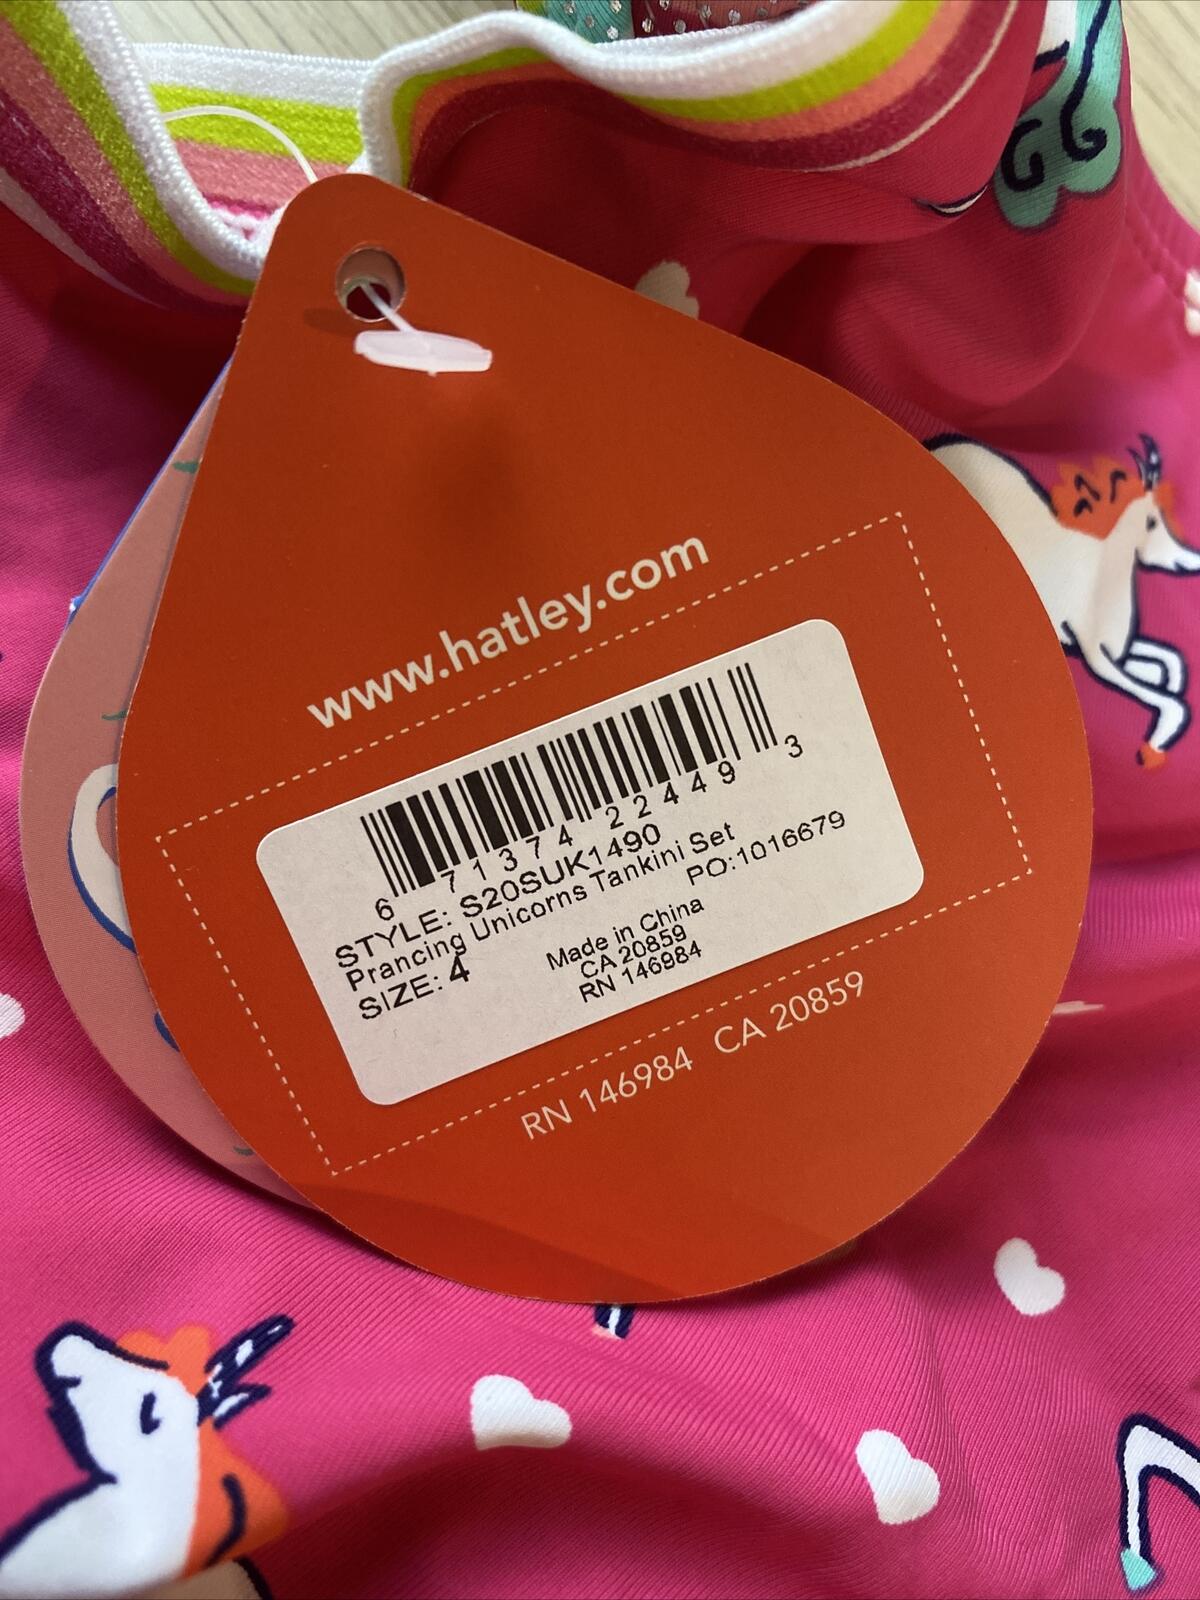 www.hatley.com
6 71374 22449 3
STYLE: S20SUK1490
Prancing Unicorns Tankini Set
SIZE: 4
PO:1016679
Made in China
CA 20859
RN 146984
RN 146984 CA 20859